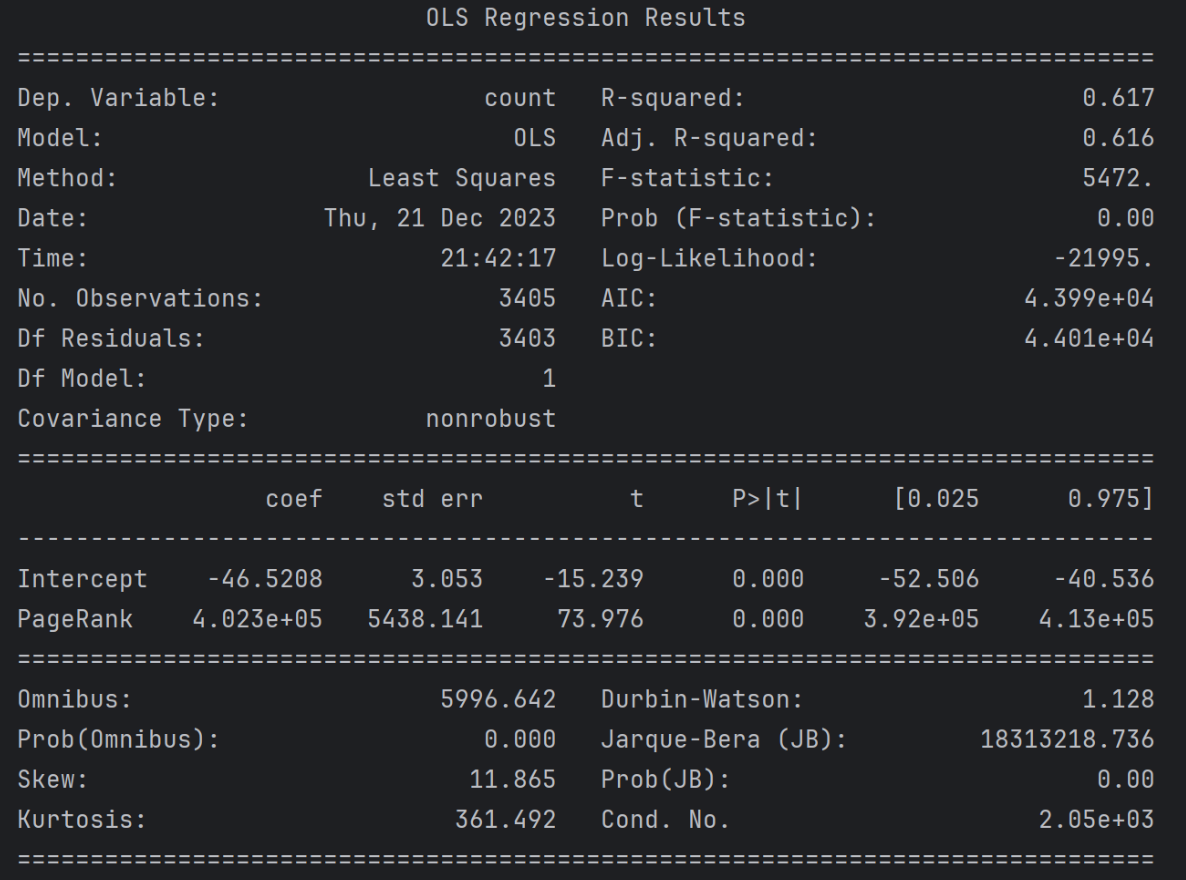 OLS Regression Results
==============================================================================
Dep. Variable:                  count   R-squared:                       0.617
Model:                            OLS   Adj. R-squared:                  0.616
Method:                 Least Squares   F-statistic:                     5472.
Date:                Thu, 21 Dec 2023   Prob (F-statistic):               0.00
Time:                        21:42:17   Log-Likelihood:                -21995.
No. Observations:                3405   AIC:                         4.399e+04
Df Residuals:                    3403   BIC:                         4.401e+04
Df Model:                           1
Covariance Type:            nonrobust
==============================================================================
                 coef    std err          t      P>|t|      [0.025      0.975]
------------------------------------------------------------------------------
Intercept    -46.5208      3.053    -15.239      0.000     -52.506     -40.536
PageRank    4.023e+05   5438.141     73.976      0.000    3.92e+05    4.13e+05
==============================================================================
Omnibus:                     5996.642   Durbin-Watson:                   1.128
Prob(Omnibus):                  0.000   Jarque-Bera (JB):         18313218.736
Skew:                          11.865   Prob(JB):                         0.00
Kurtosis:                     361.492   Cond. No.                     2.05e+03
==============================================================================